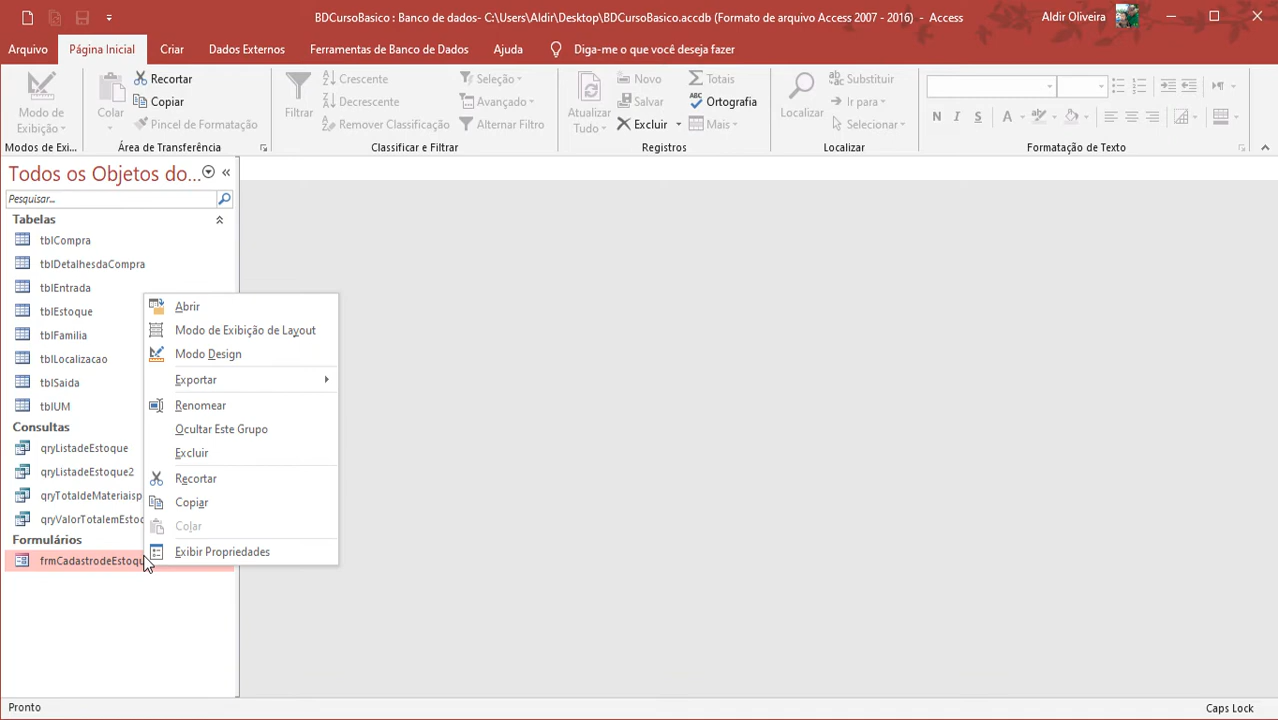 BDCursoBasico : Banco de dados- C:\Users\Aldir\Desktop\BDCursoBasico.accdb (Formato de arquivo Access 2007 - 2016) - Access
Aldir Oliveira
Arquivo
Página Inicial
Criar
Dados Externos
Ferramentas de Banco de Dados
Ajuda
Diga-me o que você deseja fazer
Modo de Exibição
Modos de Exi...
Colar
Recortar
Copiar
Pincel de Formatação
Área de Transferência
Filtrar
Crescente
Decrescente
Remover Classif
Seleção
Avançado
Alternar Filtro
Classificar e Filtrar
Atualizar Tudo
Novo
Salvar
Excluir
Totais
Ortografia
Mais
Registros
Localizar
Substituir
Ir para
Selecionar
Localizar
N I S
A
Formatação de Texto
Todos os Objetos do...
Pesquisar...
Tabelas
tblCompra
tblDetalhesdaCompra
tblEntrada
tblEstoque
tblFamilia
tblLocalizacao
tblSaida
tblUM
Consultas
qryListadeEstoque
qryListadeEstoque2
qryTotaldeMateriaisp
qryValorTotalemEstoq
Formulários
frmCadastrodeEstoqu
Abrir
Modo de Exibição de Layout
Modo Design
Exportar
Renomear
Ocultar Este Grupo
Excluir
Recortar
Copiar
Colar
Exibir Propriedades
Pronto
Caps Lock